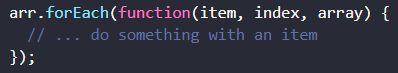 arr.forEach(function(item, index, array) {
  // ... do something with an item
});